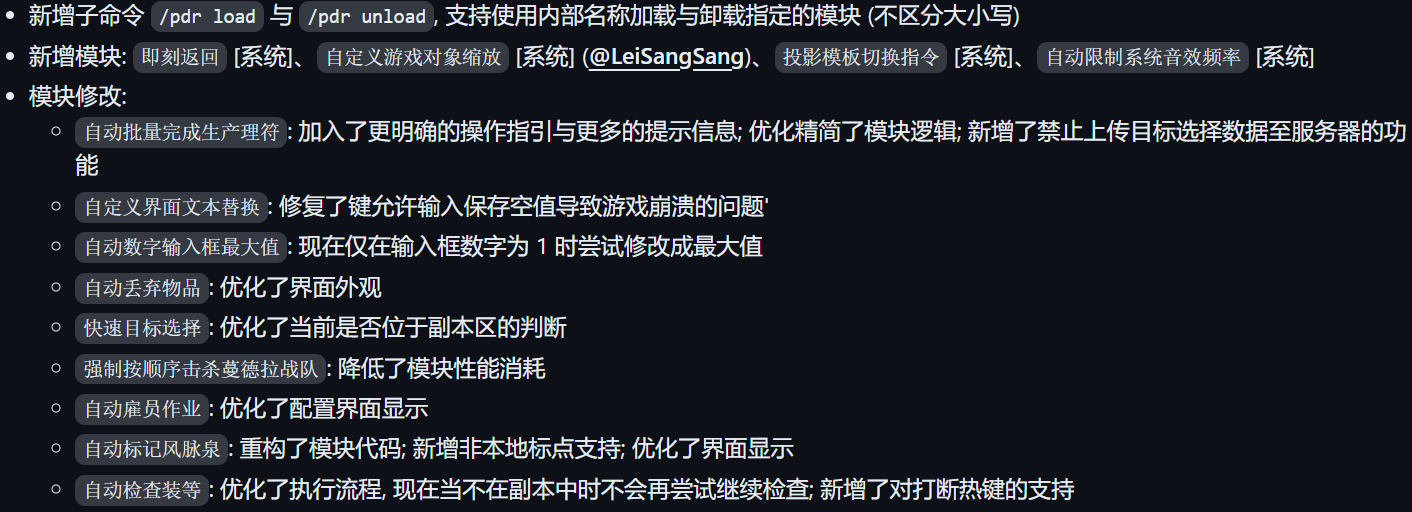 新增子命令 /pdr load 与 /pdr unload, 支持使用内部名称加载与卸载指定的模块 (不区分大小写)
新增模块: 即刻返回 [系统]、 自定义游戏对象缩放 [系统] (@LeiSangSang)、 投影模板切换指令 [系统]、 自动限制系统音效频率 [系统]
模块修改:
自动批量完成生产理符: 加入了更明确的操作指引与更多的提示信息; 优化精简了模块逻辑; 新增了禁止上传目标选择数据至服务器的功
能
自定义界面文本替换: 修复了键允许输入保存空值导致游戏崩溃的问题'
自动数字输入框最大值: 现在仅在输入框数字为 1 时尝试修改成最大值
自动丢弃物品: 优化了界面外观
快速目标选择: 优化了当前是否位于副本区的判断
强制按顺序击杀蔓德拉战队: 降低了模块性能消耗
自动雇员作业: 优化了配置界面显示
自动标记风脉泉: 重构了模块代码; 新增非本地标点支持; 优化了界面显示
自动检查装等: 优化了执行流程, 现在当不在副本中时不会再尝试继续检查; 新增了对打断热键的支持